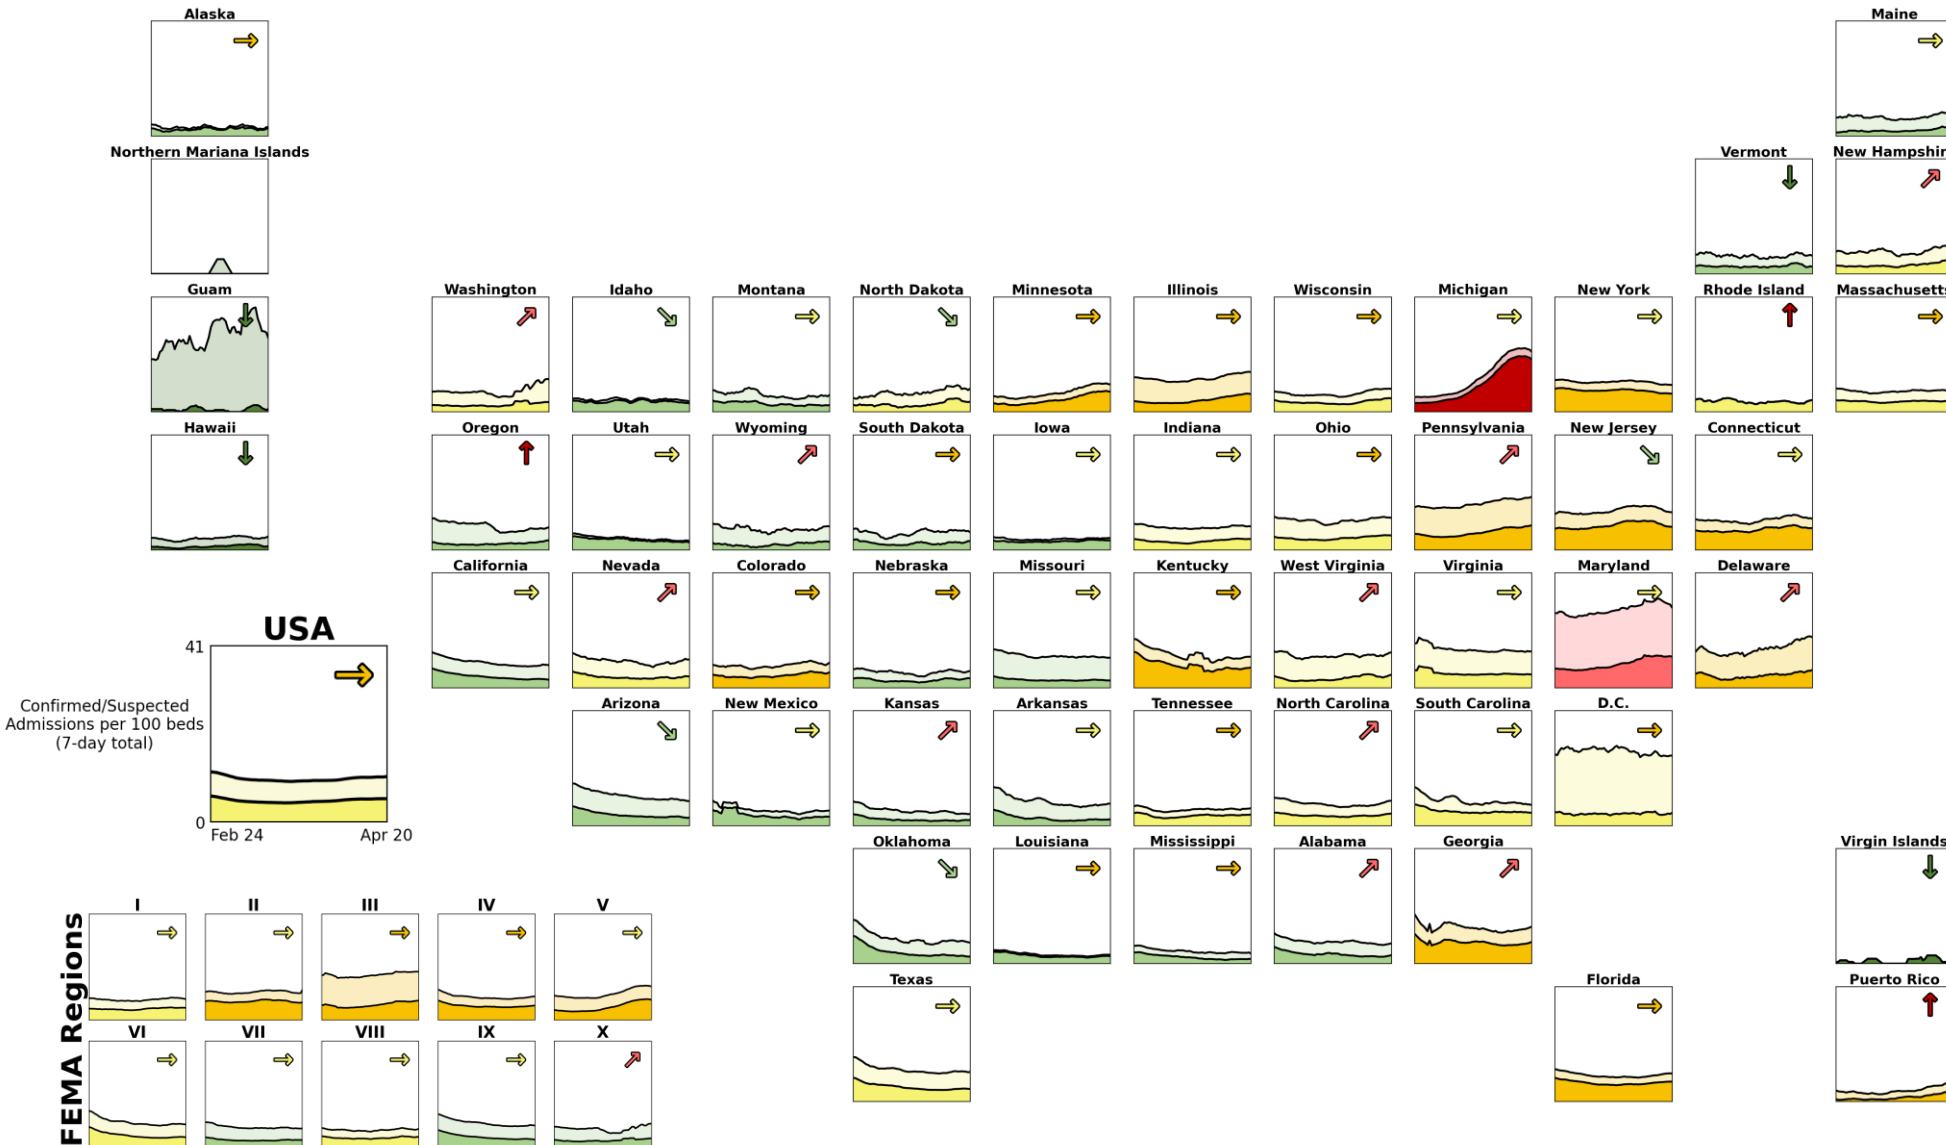 Alaska
Maine
Northern Mariana Islands
Vermont
New Hampshir
Guam
Washington
Idaho
Montana
North Dakota
Minnesota
Illinois
Wisconsin
Michigan
New York
Rhode Island
Massachusetts
Hawaii
Oregon
Utah
Wyoming
South Dakota
Iowa
Indiana
Ohio
Pennsylvania
New Jersey
Connecticut
California
Nevada
Colorado
Nebraska
Missouri
Kentucky
West Virginia
Virginia
Maryland
Delaware
USA
41
Confirmed/Suspected
Admissions per 100 beds
(7-day total)
0
Feb 24
Apr 20
Arizona
New Mexico
Kansas
Arkansas
Tennessee
North Carolina
South Carolina
D.C.
Oklahoma
Louisiana
Mississippi
Alabama
Georgia
Virgin Islands
Texas
Florida
Puerto Rico
FEMA Regions
I
II
III
IV
V
VI
VII
VIII
IX
X